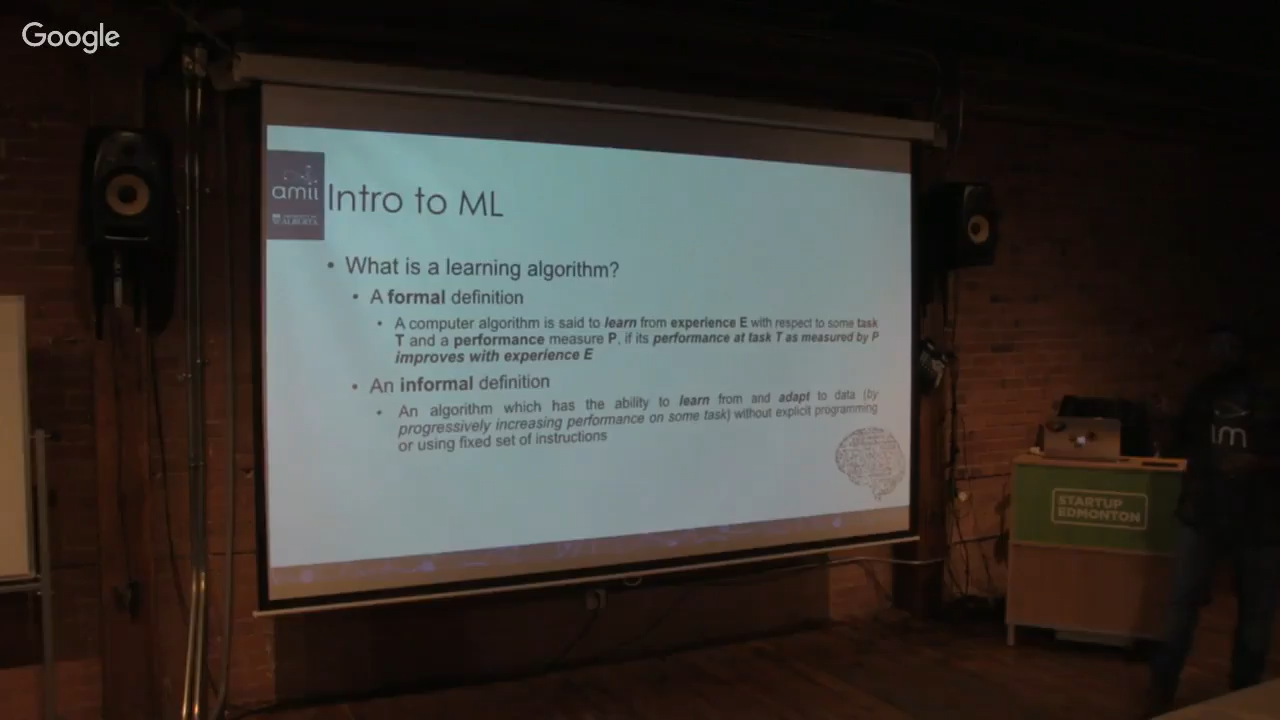 Google
amii
UNIVERSITY OF
ALBERTA
Intro to ML
• What is a learning algorithm?
• A formal definition
• A computer algorithm is said to learn from experience E with respect to some task
T and a performance measure P, if its performance at task T as measured by P
improves with experience E
• An informal definition
• An algorithm which has the ability to learn from and adapt to data (by
progressively increasing performance on some task) without explicit programming
or using fixed set of instructions
STARTUP
EDMONTON